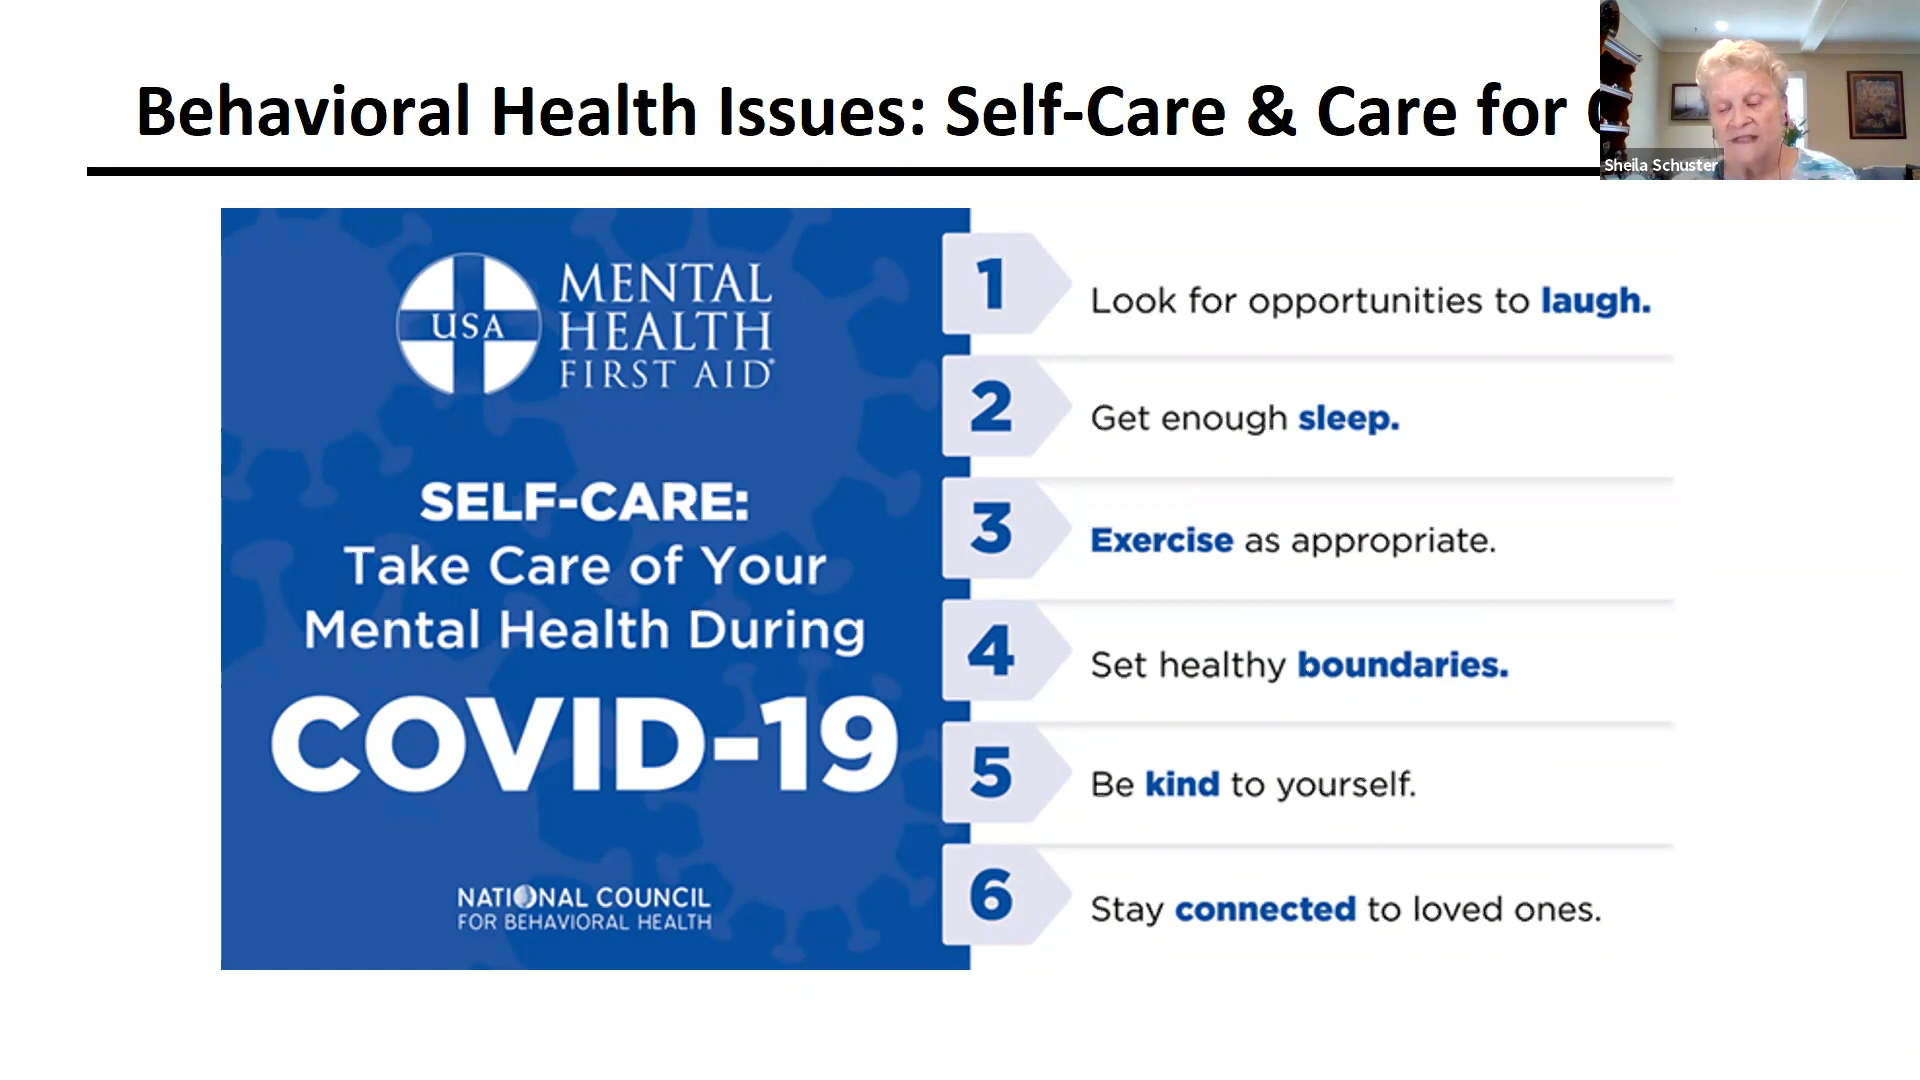 Behavioral Health Issues: Self-Care & Care for
Sheila Schuster
USA
MENTAL
HEALTH
FIRST AID®
SELF-CARE:
Take Care of Your
Mental Health During
COVID-19
NATIONAL COUNCIL
FOR BEHAVIORAL HEALTH
1
Look for opportunities to laugh.
2
Get enough sleep.
3
Exercise as appropriate.
4
Set healthy boundaries.
5
Be kind to yourself.
6
Stay connected to loved ones.